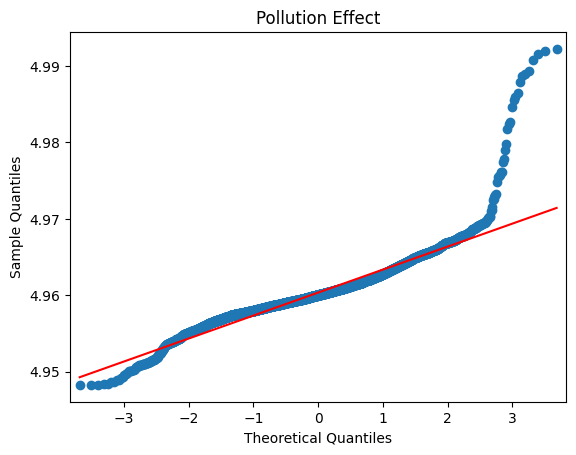 Pollution Effect
4.99
4.98
4.97
4.96
4.95
Sample Quantiles
−3 −2 −1 0 1 2 3
Theoretical Quantiles